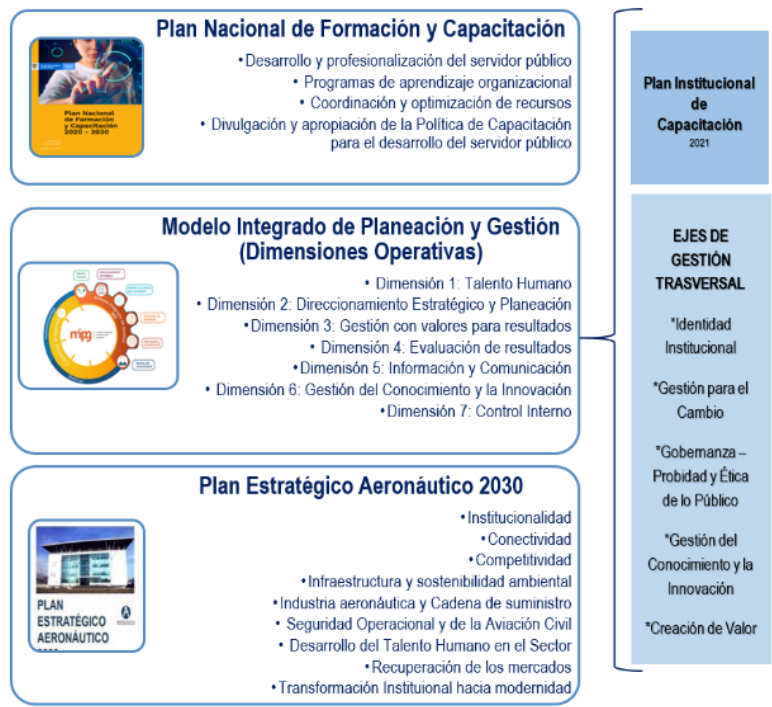 Plan Nacional de Formación y Capacitación
Plan Nacional
de Formación
y Capacitación
2020 – 2030
•Desarrollo y profesionalización del servidor público
• Programas de aprendizaje organizacional
• Coordinación y optimización de recursos
• Divulgación y apropiación de la Política de Capacitación
para el desarrollo del servidor público
Modelo Integrado de Planeación y Gestión
(Dimensiones Operativas)
mipg
• Dimensión 1: Talento Humano
• Dimensión 2: Direccionamiento Estratégico y Planeación
•Dimensión 3: Gestión con valores para resultados
• Dimensión 4: Evaluación de resultados
•Dimenisón 5: Información y Comunicación
• Dimensión 6: Gestión del Conocimiento y la Innovación
•Dimensión 7: Control Interno
Plan Estratégico Aeronáutico 2030
PLAN
ESTRATÉGICO
AERONÁUTICO
•Institucionalidad
•Conectividad
•Competitividad
•Infraestructura y sostenibilidad ambiental
•Industria aeronáutica y Cadena de suministro
• Seguridad Operacional y de la Aviación Civil
• Desarrollo del Talento Humano en el Sector
•Recuperación de los mercados
•Transformación Instituional hacia modernidad
Plan Institucional
de
Capacitación
2021
EJES DE
GESTIÓN
TRASVERSAL
*Identidad
Institucional
*Gestión para el
Cambio
*Gobernanza –
Probidad y Ética
de lo Público
*Gestión del
Conocimiento y la
Innovación
*Creación de Valor